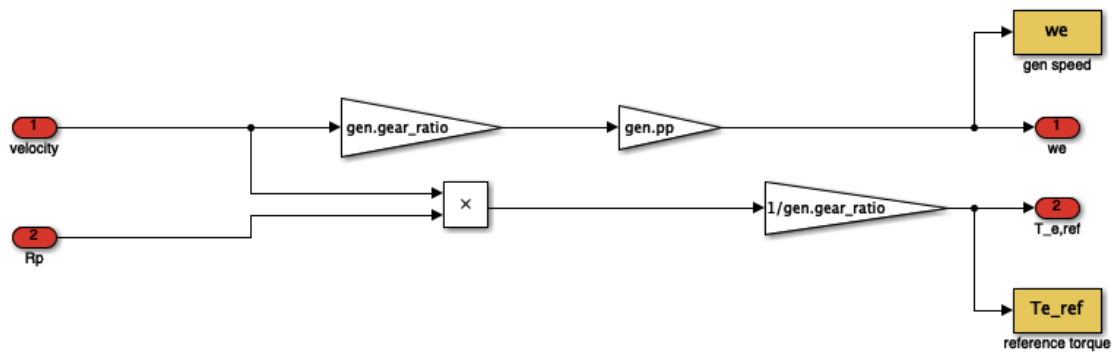 we
gen speed
1
velocity
gen.gear_ratio
gen.pp
1
we
×
1/gen.gear_ratio
2
T_e,ref
2
Rp
Te_ref
reference torque